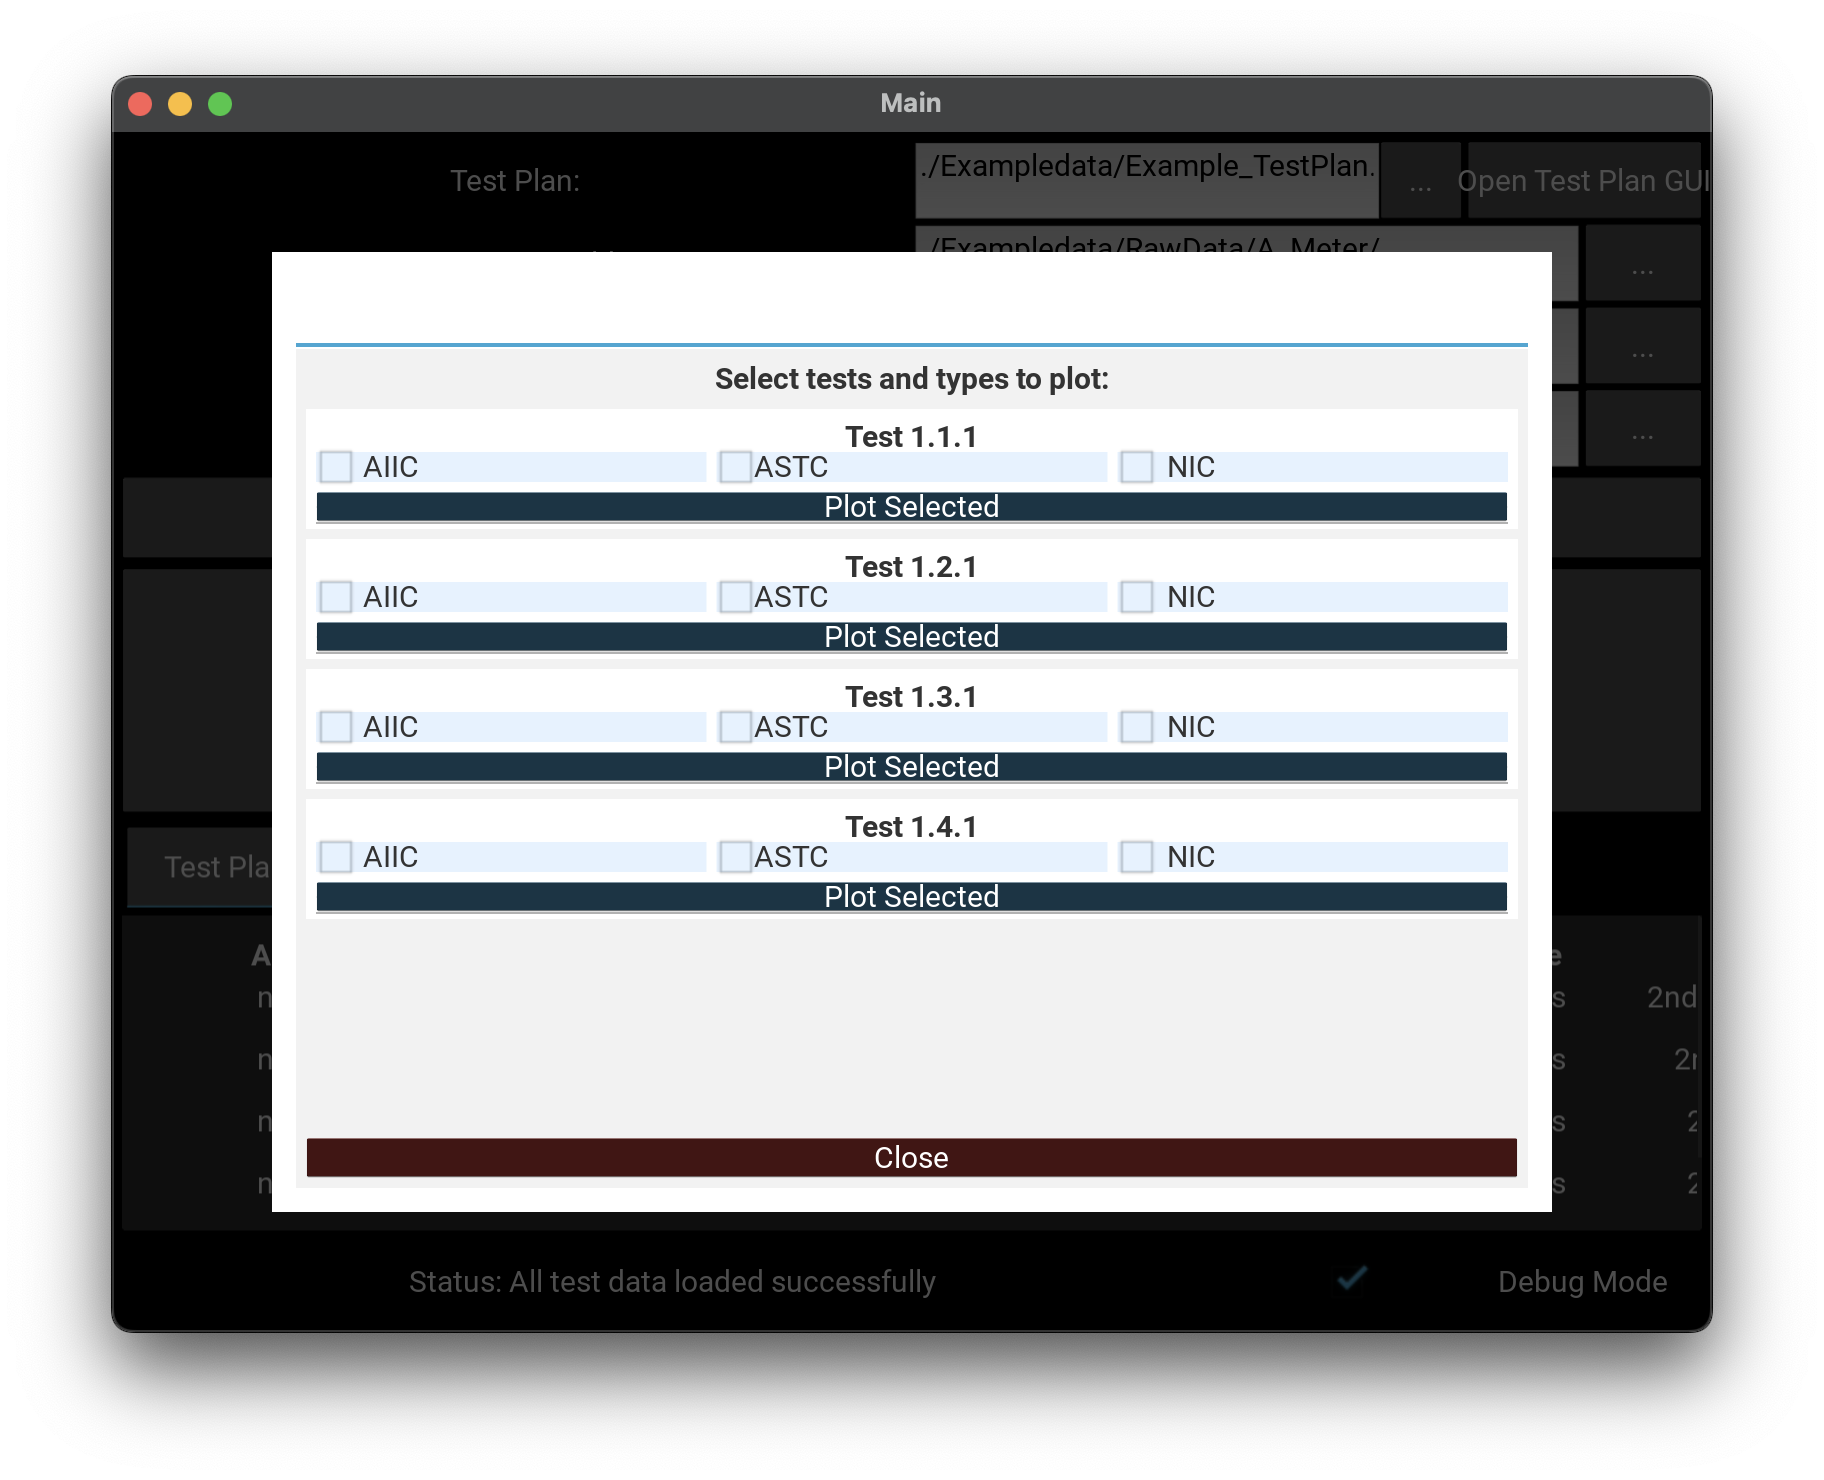 Main
Test Plan:
./Exampledata/Example_TestPlan.
...
Open Test Plan GUI
/Exampledata/RawData/A_Meter/
...
...
...
Select tests and types to plot:
Test 1.1.1
AIIC
ASTC
NIC
Plot Selected
Test 1.2.1
AIIC
ASTC
NIC
Plot Selected
Test 1.3.1
AIIC
ASTC
NIC
Plot Selected
Test 1.4.1
AIIC
ASTC
NIC
Plot Selected
Test Pla
A
e
n
s
2nd
n
s
2
n
s
2
n
s
2
Close
Status: All test data loaded successfully
Debug Mode